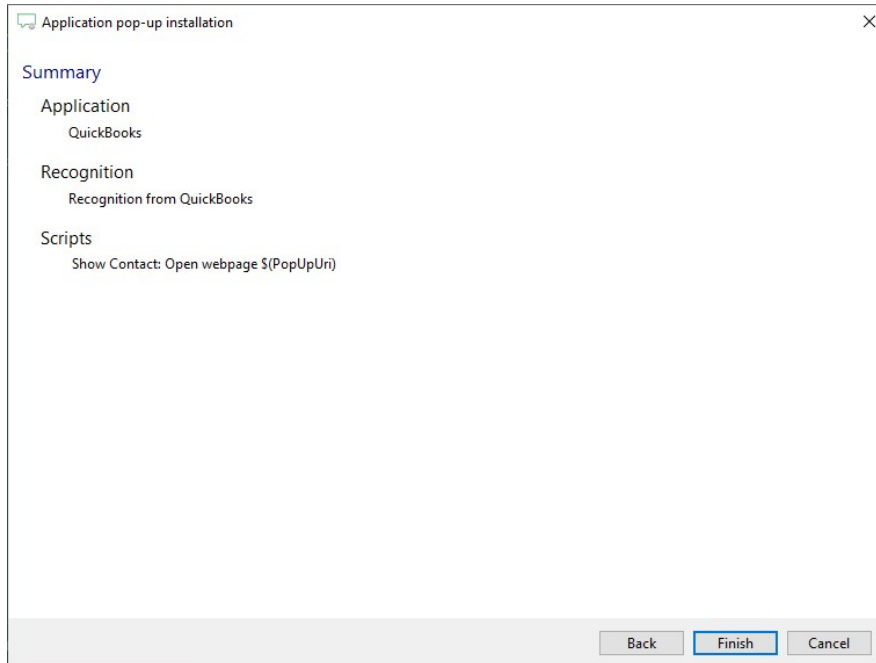 Application pop-up installation
Summary
Application
QuickBooks
Recognition
Recognition from QuickBooks
Scripts
Show Contact: Open webpage $(PopUpUri)
Back Finish Cancel